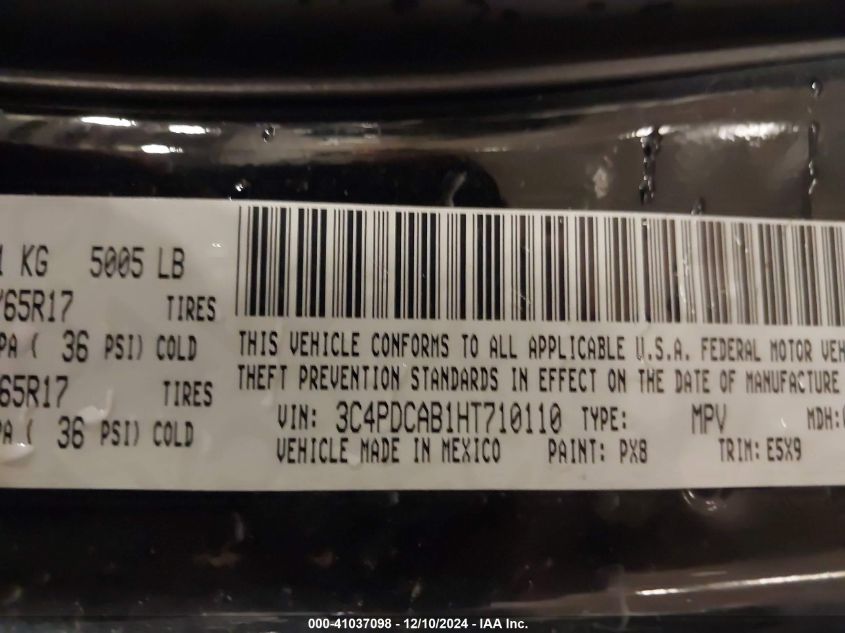 KG 5005 LB
65R17 TIRES
PA ( 36 PSI) COLD
65R17 TIRES
PA ( 36 PSI) COLD
THIS VEHICLE CONFORMS TO ALL APPLICABLE U.S.A. FEDERAL MOTOR VEH
THEFT PREVENTION STANDARDS IN EFFECT ON THE DATE OF MANUFACTURE
VIN: 3C4PDCAB1HT710110 TYPE: MPV MDH:
VEHICLE MADE IN MEXICO PAINT: PX8 TRIM: E5X9
000-41037098 - 12/10/2024 - IAA Inc.